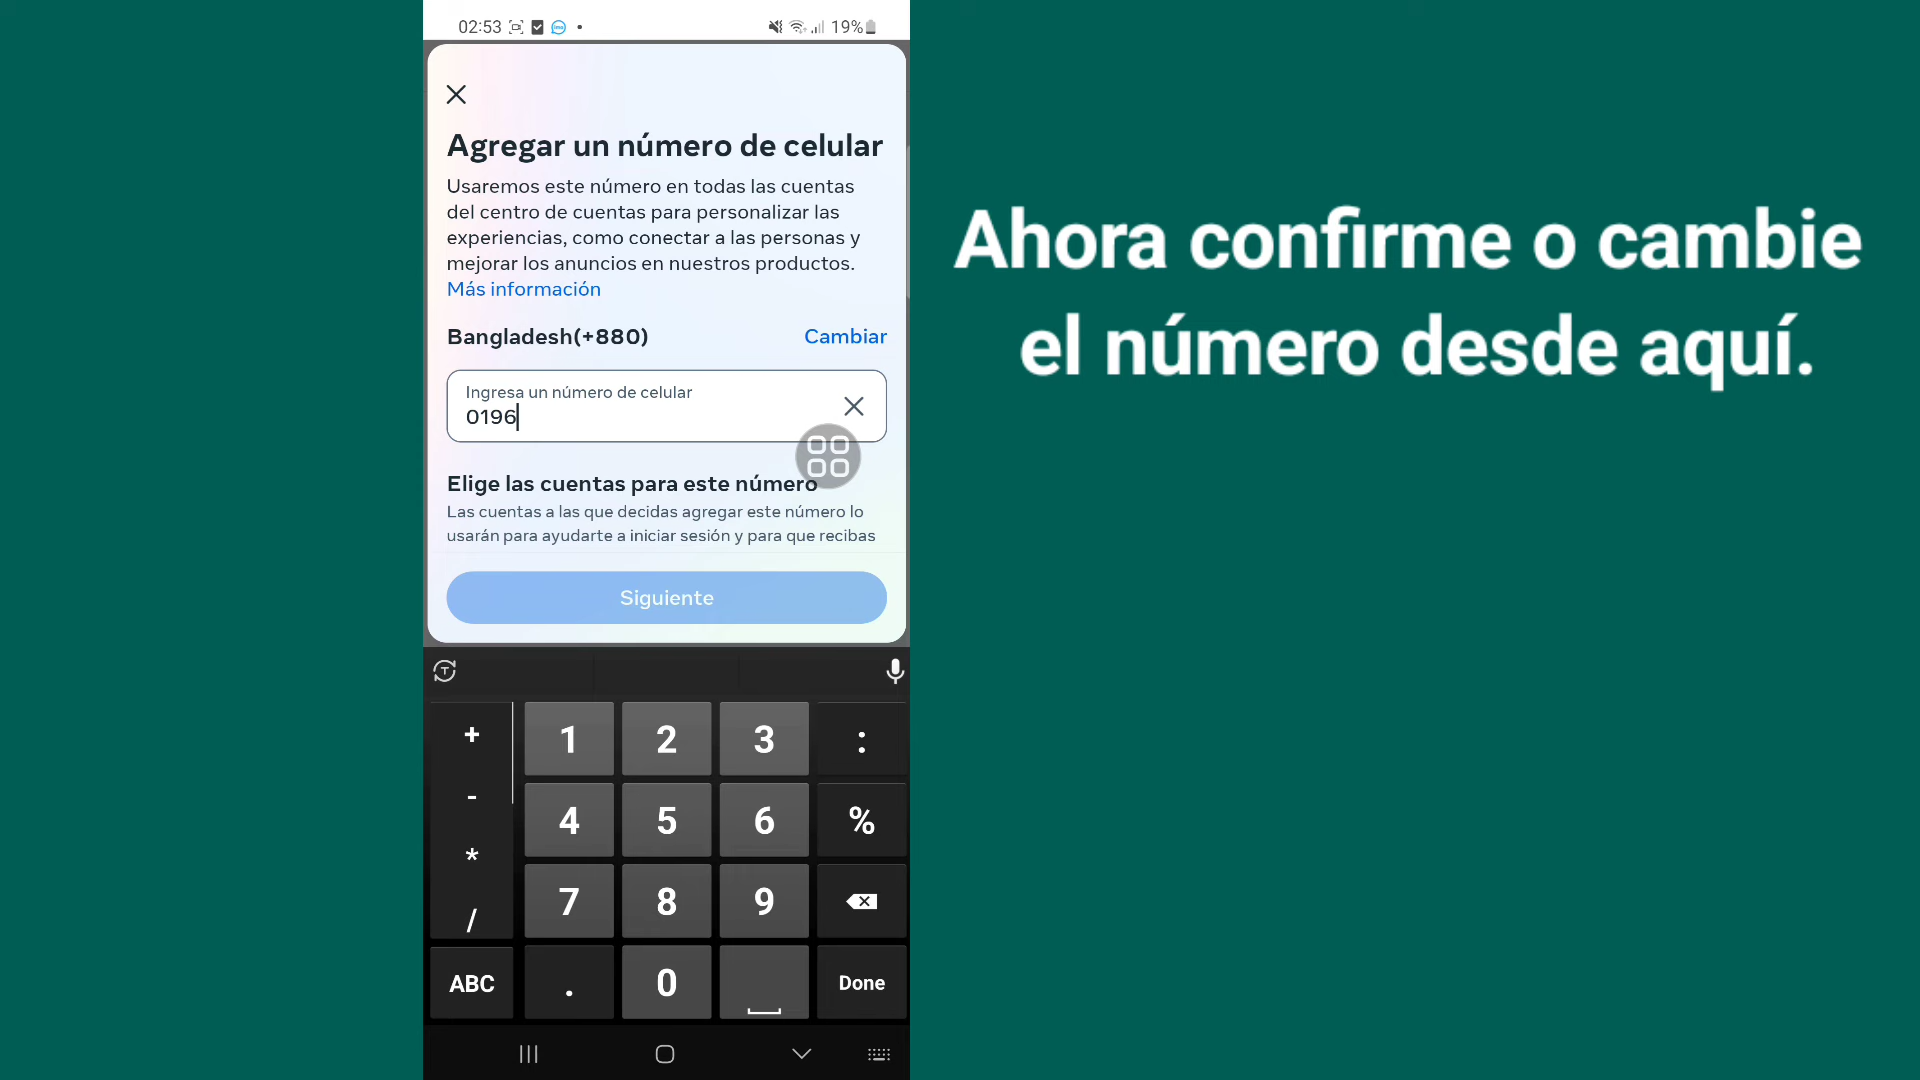 02:53
19%
Agregar un número de celular
Usaremos este número en todas las cuentas
del centro de cuentas para personalizar las
experiencias, como conectar a las personas y
mejorar los anuncios en nuestros productos.
Más información
Bangladesh(+880) Cambiar
Ingresa un número de celular
0196
Elige las cuentas para este número
Las cuentas a las que decidas agregar este número lo
usarán para ayudarte a iniciar sesión y para que recibas
Siguiente
+ 1 2 3 :
- 4 5 6 %
* 7 8 9
/
ABC . 0 Done
Ahora confirme o cambie
el número desde aquí.